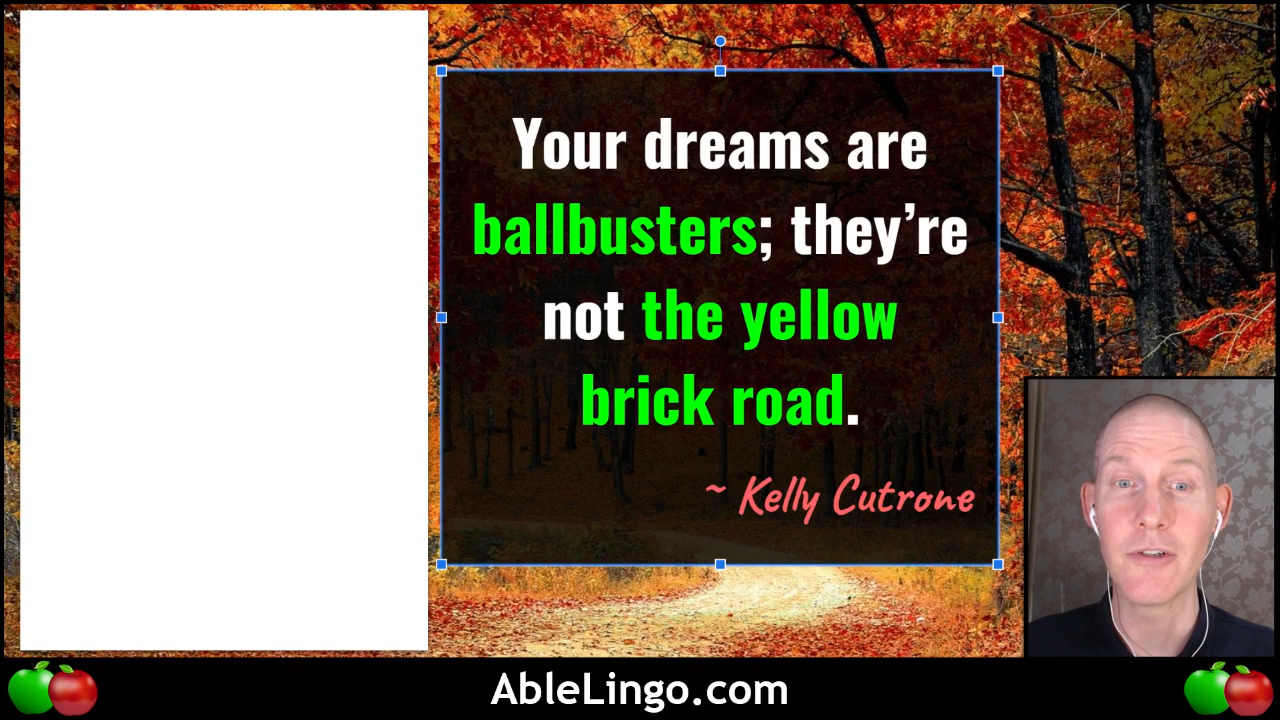 Your dreams are
ballbusters; they’re
not the yellow
brick road.
~ Kelly Cutrone
AbleLingo.com